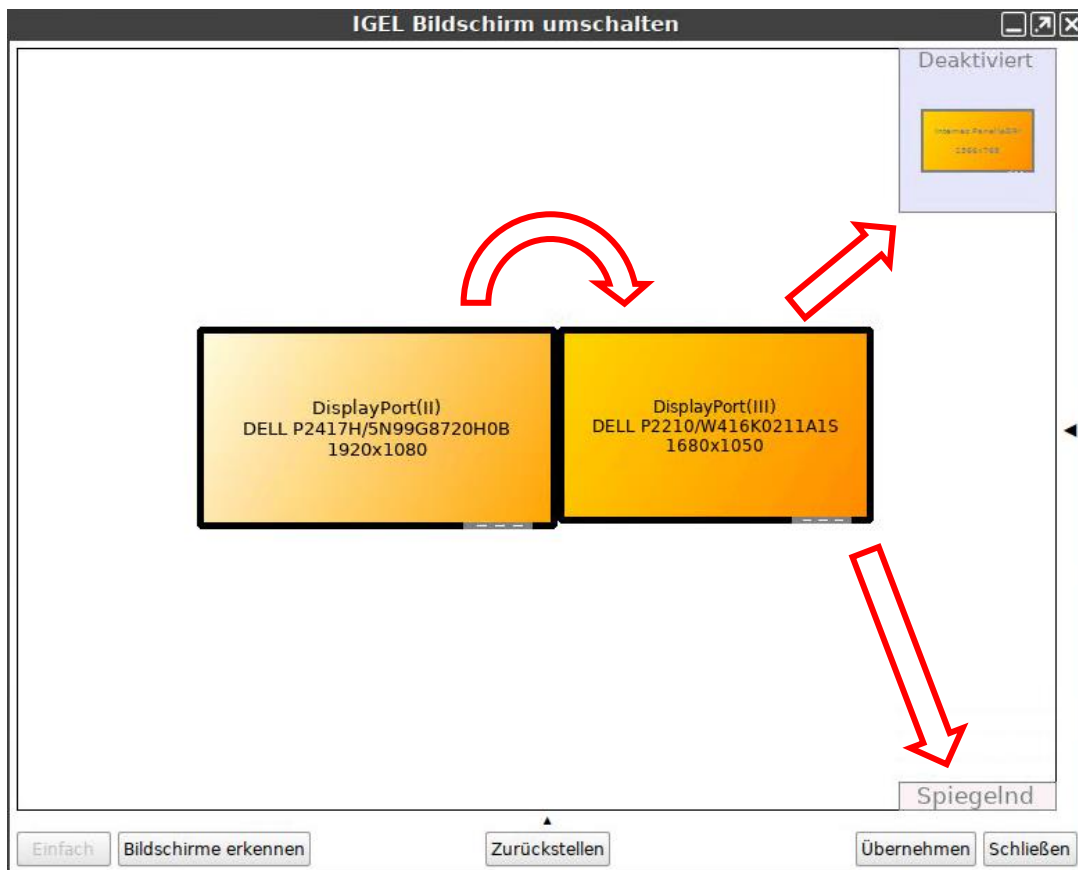 IGEL Bildschirm umschalten
Deaktiviert
1366x768
DisplayPort(II)
DELL P2417H/5N99G8720H0B
1920x1080
DisplayPort(III)
DELL P2210/W416K0211A1S
1680x1050
Spiegelnd
Einfach
Bildschirme erkennen
Zurückstellen
Übernehmen
Schließen